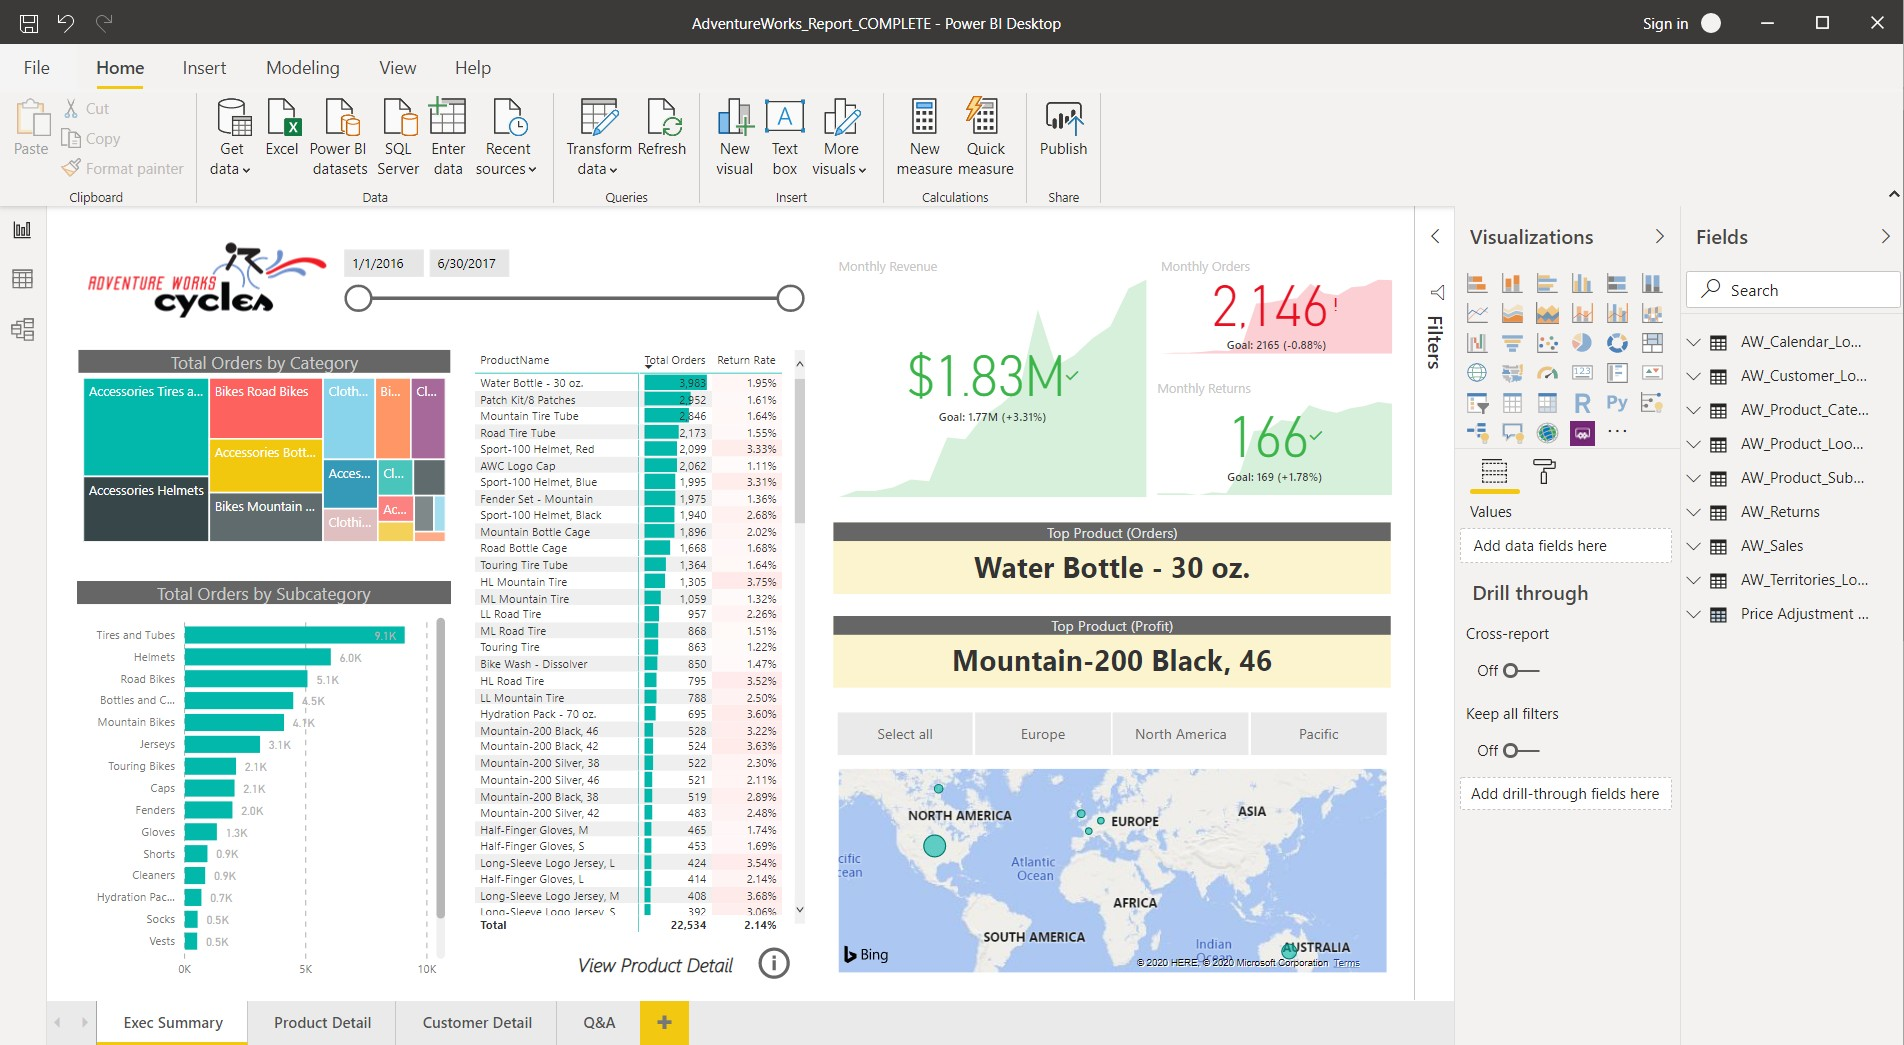 AdventureWorks_Report_COMPLETE - Power BI Desktop
Sign in
File Home Insert Modeling View Help
Paste
Cut
Copy
Format painter
Clipboard
Get data
Excel
Power BI datasets
SQL Server
Enter data
Recent sources
Data
Transform data
Refresh
Queries
New visual
Text box
More visuals
Insert
New measure
Quick measure
Calculations
Publish
Share
ADVENTURE WORKS
cycles
1/1/2016
6/30/2017
Total Orders by Category
Accessories Tires a...
Bikes Road Bikes
Cloth...
Bi...
Cl...
Accessories Bott...
Acces...
Cl...
Accessories Helmets
Bikes Mountain ...
Clothi...
Ac...
Total Orders by Subcategory
Tires and Tubes 9.1K
Helmets 6.0K
Road Bikes 5.1K
Bottles and C... 4.5K
Mountain Bikes 4.1K
Jerseys 3.1K
Touring Bikes 2.1K
Caps 2.1K
Fenders 2.0K
Gloves 1.3K
Shorts 0.9K
Cleaners 0.9K
Hydration Pac... 0.7K
Socks 0.5K
Vests 0.5K
0K 5K 10K
ProductName Total Orders Return Rate
Water Bottle - 30 oz. 3,983 1.95%
Patch Kit/8 Patches 2,952 1.61%
Mountain Tire Tube 2,846 1.64%
Road Tire Tube 2,173 1.55%
Sport-100 Helmet, Red 2,099 3.33%
AWC Logo Cap 2,062 1.11%
Sport-100 Helmet, Blue 1,995 3.31%
Fender Set - Mountain 1,975 1.36%
Sport-100 Helmet, Black 1,940 2.68%
Mountain Bottle Cage 1,896 2.02%
Road Bottle Cage 1,668 1.68%
Touring Tire Tube 1,364 1.64%
HL Mountain Tire 1,305 3.75%
ML Mountain Tire 1,059 1.32%
LL Road Tire 957 2.26%
ML Road Tire 868 1.51%
Touring Tire 863 1.22%
Bike Wash - Dissolver 850 1.47%
HL Road Tire 795 3.52%
LL Mountain Tire 788 2.50%
Hydration Pack - 70 oz. 695 3.60%
Mountain-200 Black, 46 528 3.22%
Mountain-200 Black, 42 524 3.63%
Mountain-200 Silver, 38 522 2.30%
Mountain-200 Silver, 46 521 2.11%
Mountain-200 Black, 38 519 2.89%
Mountain-200 Silver, 42 483 2.48%
Half-Finger Gloves, M 465 1.74%
Half-Finger Gloves, S 453 1.69%
Long-Sleeve Logo Jersey, L 424 3.54%
Half-Finger Gloves, L 414 2.14%
Long-Sleeve Logo Jersey, M 408 3.68%
Long-Sleeve Logo Jersey, S 392 3.06%
Total 22,534 2.14%
View Product Detail
Monthly Revenue
$1.83M
Goal: 1.77M (+3.31%)
Monthly Orders
2,146!
Goal: 2165 (-0.88%)
Monthly Returns
166
Goal: 169 (+1.78%)
Top Product (Orders)
Water Bottle - 30 oz.
Top Product (Profit)
Mountain-200 Black, 46
Select all Europe North America Pacific
NORTH AMERICA
EUROPE
ASIA
cific
cean
Atlantic
Ocean
AFRICA
SOUTH AMERICA
Indian
Ocean
AUSTRALIA
Bing
© 2020 HERE, © 2020 Microsoft Corporation Terms
Filters
Visualizations
R Py
123
Values
Add data fields here
Drill through
Cross-report
Off
Keep all filters
Off
Add drill-through fields here
Fields
Search
AW_Calendar_Lo...
AW_Customer_Lo...
AW_Product_Cate...
AW_Product_Loo...
AW_Product_Sub...
AW_Returns
AW_Sales
AW_Territories_Lo...
Price Adjustment ...
Exec Summary Product Detail Customer Detail Q&A +